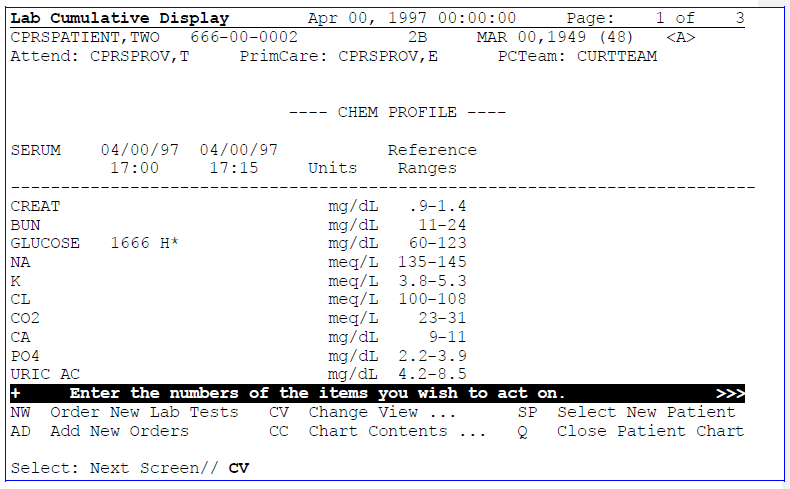 Lab Cumulative Display        Apr 00, 1997 00:00:00     Page:    1 of    3
CPRSPATIENT,TWO   666-00-0002           2B     MAR 00,1949 (48)   <A>
Attend: CPRSPROV,T     PrimCare: CPRSPROV,E      PCTeam: CURTTEAM
---- CHEM PROFILE ----
SERUM    04/00/97  04/00/97           Reference
17:00     17:15     Units    Ranges
---------------------------------------------------------------------------
CREAT                           mg/dL   .9-1.4
BUN                             mg/dL    11-24
GLUCOSE   1666 H*               mg/dL   60-123
NA                              meq/L  135-145
K                               meq/L  3.8-5.3
CL                              meq/L  100-108
CO2                             meq/L    23-31
CA                              mg/dL     9-11
PO4                             mg/dL  2.2-3.9
URIC AC                         mg/dL  4.2-8.5
+     Enter the numbers of the items you wish to act on.               >>>
NW  Order New Lab Tests   CV  Change View ...      SP  Select New Patient
AD  Add New Orders        CC  Chart Contents ...   Q   Close Patient Chart
Select: Next Screen// CV